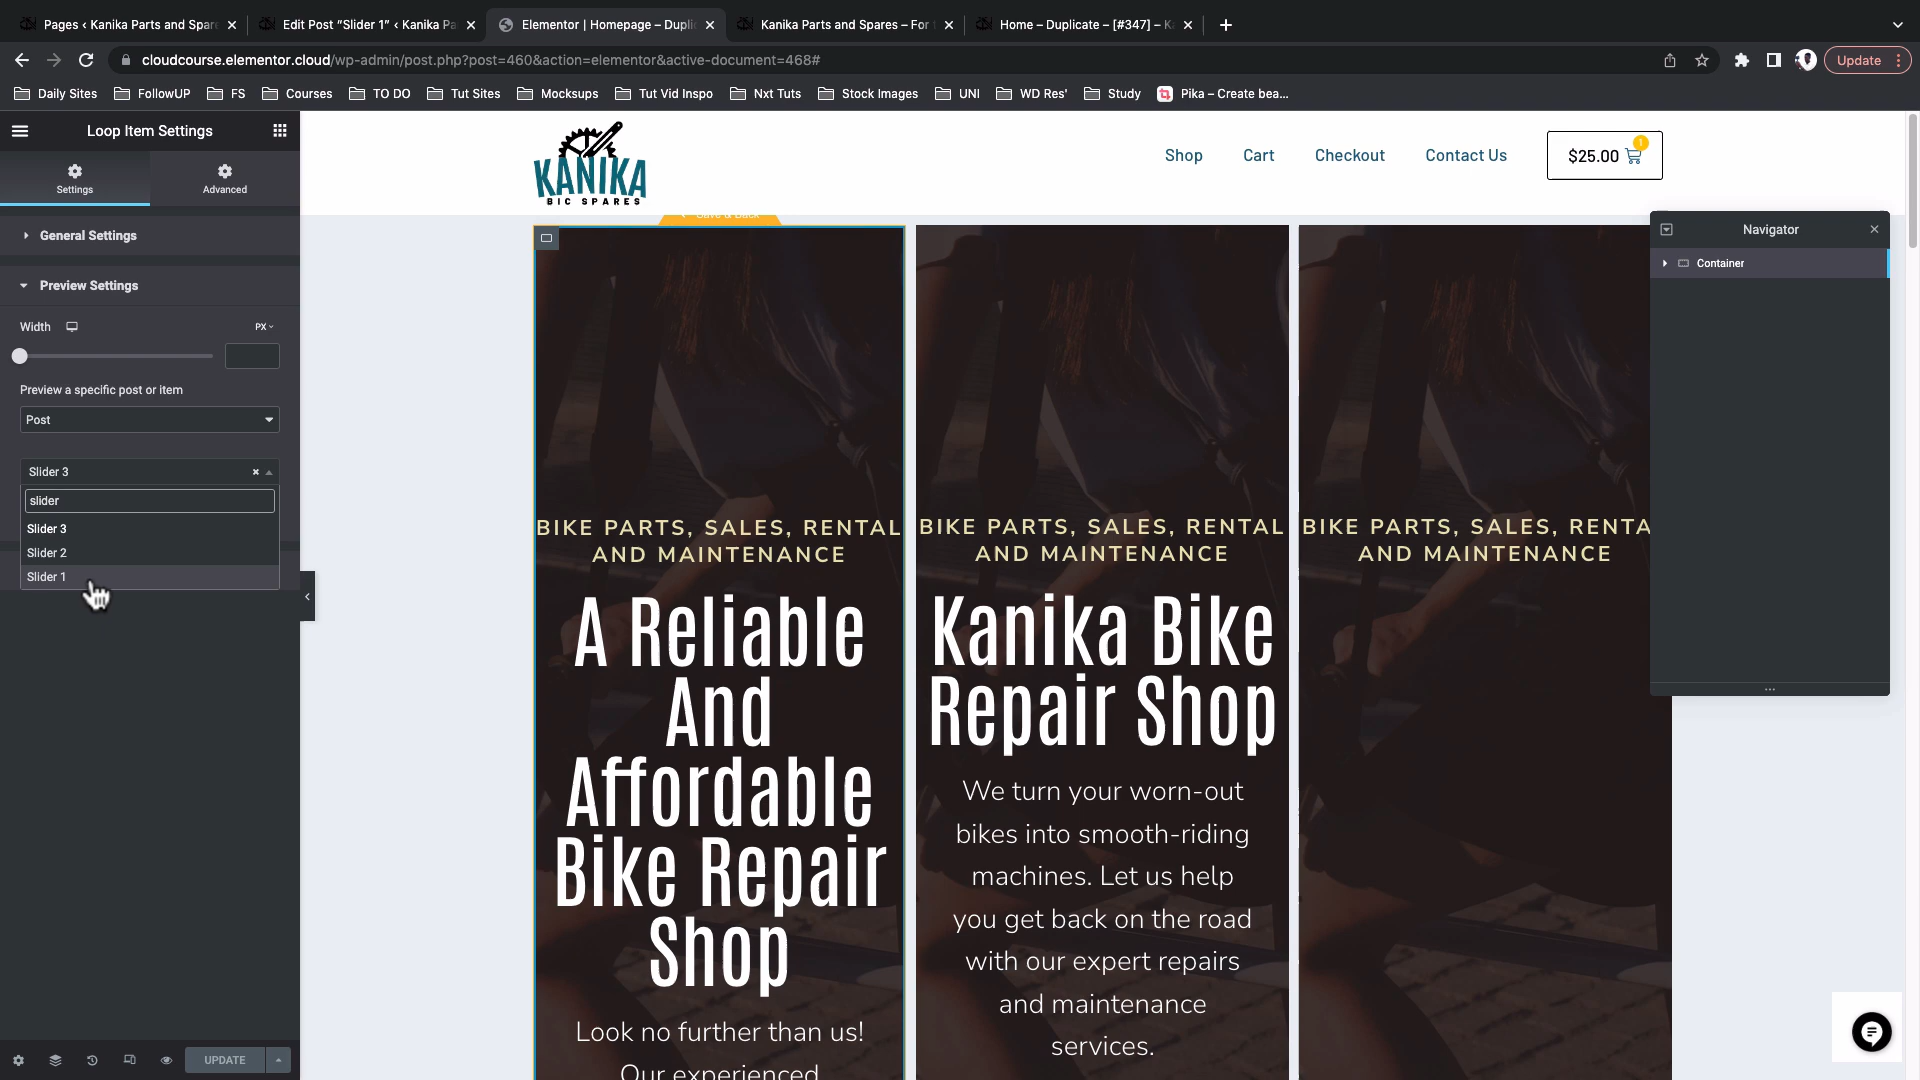 Pages ‹ Kanika Parts and Spare
Edit Post "Slider 1" ‹ Kanika Pa
Elementor | Homepage – Duplic
Kanika Parts and Spares – For
Home – Duplicate – [#347] – K
cloudcourse.elementor.cloud/wp-admin/post.php?post=460&action=elementor&active-document=468#
Update
Daily Sites
FollowUP
FS
Courses
TO DO
Tut Sites
Mocksups
Tut Vid Inspo
Nxt Tuts
Stock Images
UNI
WD Res'
Study
Pika – Create bea...
Loop Item Settings
Settings
Advanced
General Settings
Preview Settings
Width
PX
Preview a specific post or item
Post
Slider 3
slider
Slider 3
Slider 2
Slider 1
UPDATE
KANIKA
BIC SPARES
Shop
Cart
Checkout
Contact Us
$25.00
1
Save & Back
BIKE PARTS, SALES, RENTAL
AND MAINTENANCE
A Reliable
And
Affordable
Bike Repair
Shop
Look no further than us!
Our experienced
BIKE PARTS, SALES, RENTAL
AND MAINTENANCE
Kanika Bike
Repair Shop
We turn your worn-out
bikes into smooth-riding
machines. Let us help
you get back on the road
with our expert repairs
and maintenance
services.
BIKE PARTS, SALES, RENTA
AND MAINTENANCE
Navigator
Container